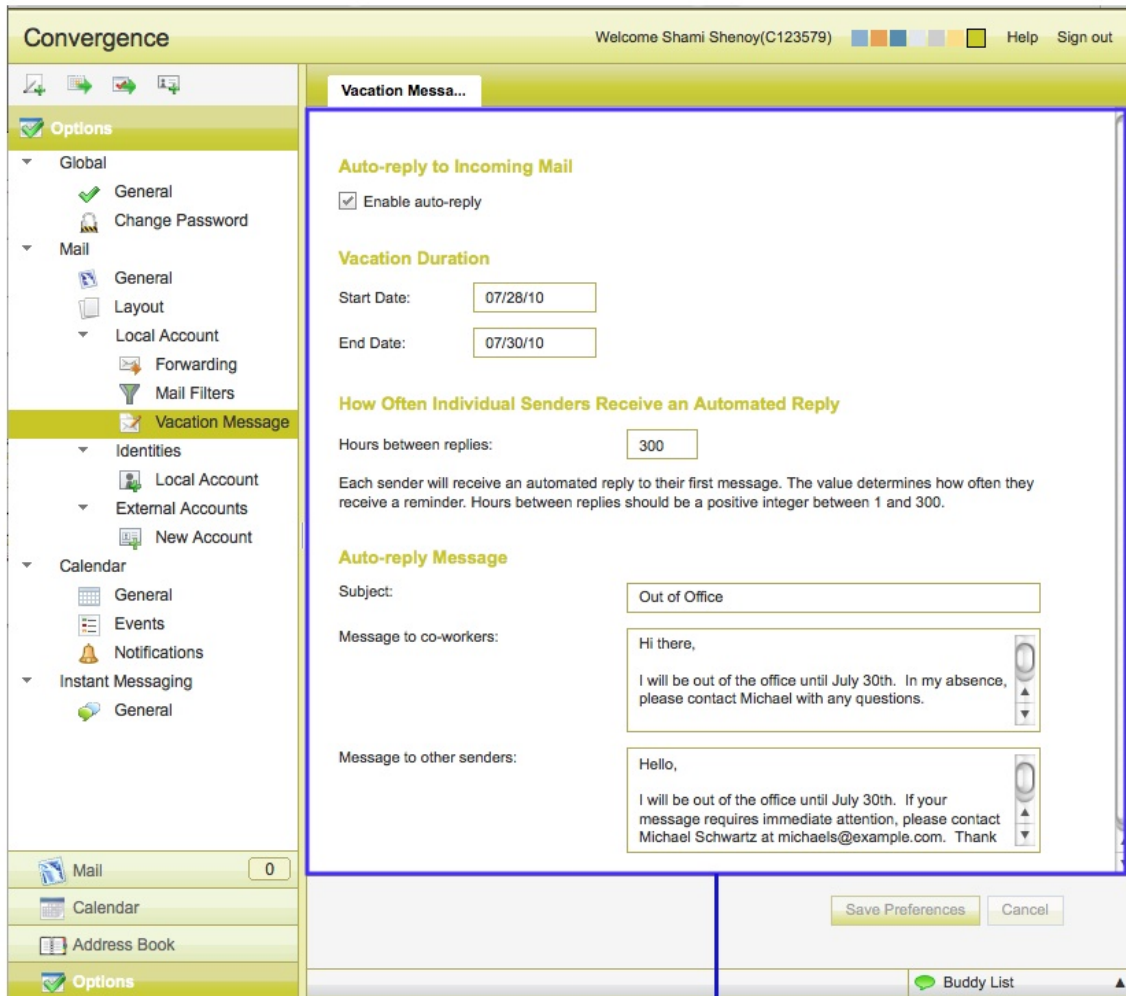 Convergence
Welcome Shami Shenoy(C123579)
Help
Sign out
Vacation Messa...
Options
Global
General
Change Password
Mail
General
Layout
Local Account
Forwarding
Mail Filters
Vacation Message
Identities
Local Account
External Accounts
New Account
Calendar
General
Events
Notifications
Instant Messaging
General
Mail
0
Calendar
Address Book
Options
Auto-reply to Incoming Mail
Enable auto-reply
Vacation Duration
Start Date:
07/28/10
End Date:
07/30/10
How Often Individual Senders Receive an Automated Reply
Hours between replies:
300
Each sender will receive an automated reply to their first message. The value determines how often they
receive a reminder. Hours between replies should be a positive integer between 1 and 300.
Auto-reply Message
Subject:
Out of Office
Message to co-workers:
Hi there,
I will be out of the office until July 30th. In my absence,
please contact Michael with any questions.
Message to other senders:
Hello,
I will be out of the office until July 30th. If your
message requires immediate attention, please contact
Michael Schwartz at michaels@example.com. Thank
Save Preferences
Cancel
Buddy List